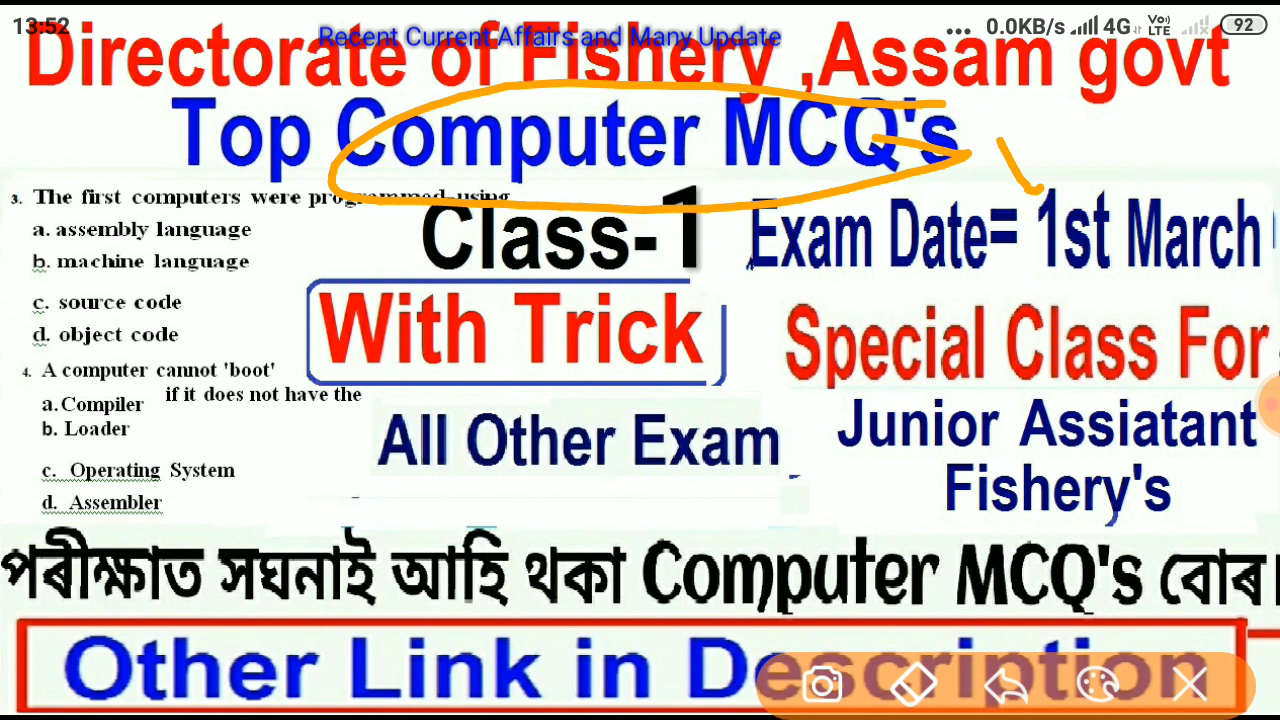 13:52
Recent Current Affairs and Many Update
... 0.0KB/s 4G Vo) LTE 92
Directorate of Fishery ,Assam govt
Top Computer MCQ's
3. The first computers were programmed using
a. assembly language
b. machine language
c. source code
d. object code
4. A computer cannot 'boot'
if it does not have the
a. Compiler
b. Loader
c. Operating System
d. Assembler
Class-1
With Trick
All Other Exam
Exam Date= 1st March
Special Class For
Junior Assiatant
Fishery's
পৰীক্ষাত সঘনাই আহি থকা Computer MCQ's বোৰ
Other Link in Description